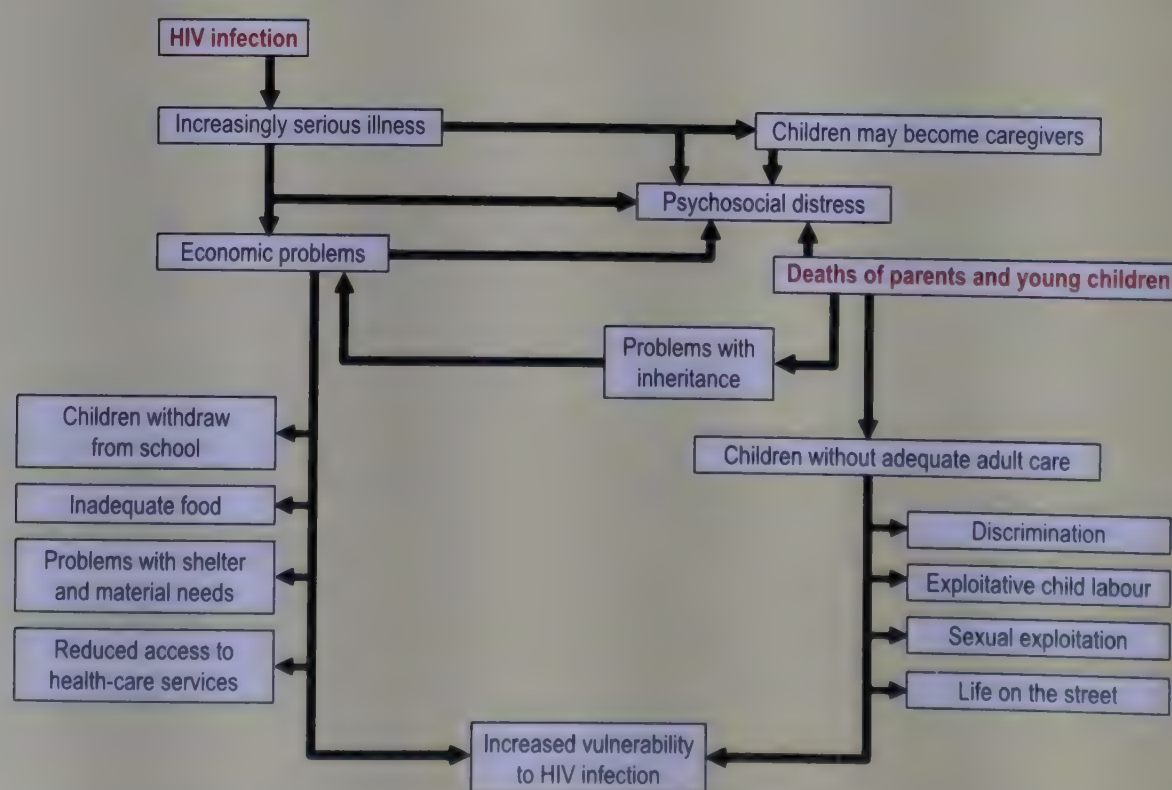 HIV infection
Increasingly serious illness
Children may become caregivers
Psychosocial distress
Economic problems
Deaths of parents and young children
Problems with
inheritance
Children withdraw
from school
Children without adequate adult care
Inadequate food
Discrimination
Problems with shelter
and material needs
Exploitative child labour
Sexual exploitation
Reduced access to
health-care services
Life on the street
Increased vulnerability
to HIV infection